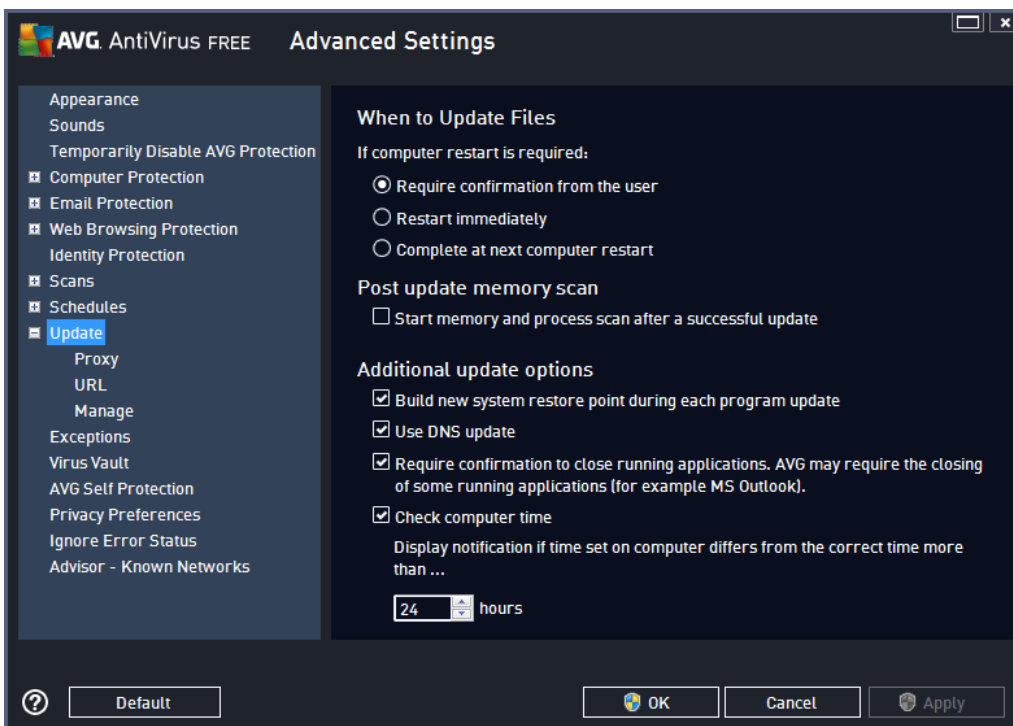 AVG. AntiVirus FREE Advanced Settings
Appearance
Sounds
Temporarily Disable AVG Protection
Computer Protection
Email Protection
Web Browsing Protection
Identity Protection
Scans
Schedules
Update
Proxy
URL
Manage
Exceptions
Virus Vault
AVG Self Protection
Privacy Preferences
Ignore Error Status
Advisor - Known Networks
When to Update Files
If computer restart is required:
Require confirmation from the user
Restart immediately
Complete at next computer restart
Post update memory scan
Start memory and process scan after a successful update
Additional update options
Build new system restore point during each program update
Use DNS update
Require confirmation to close running applications. AVG may require the closing
of some running applications (for example MS Outlook).
Check computer time
Display notification if time set on computer differs from the correct time more
than ...
24 hours
? Default OK Cancel Apply